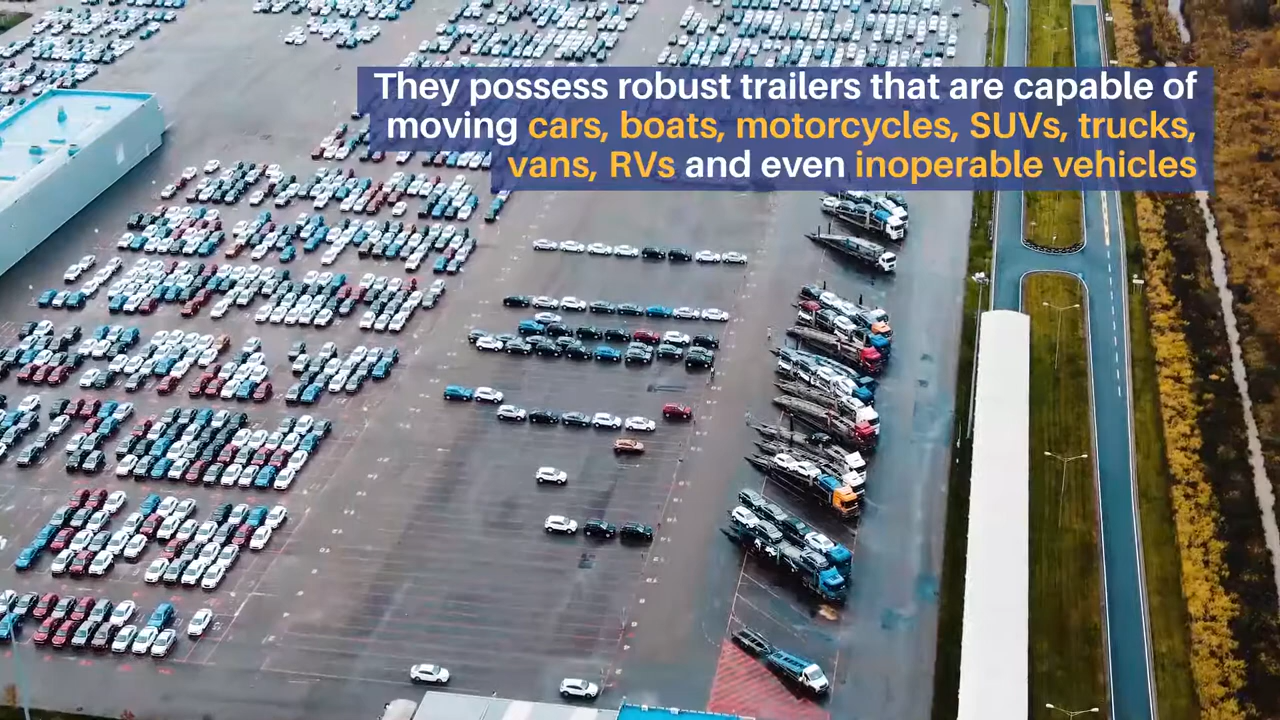 They possess robust trailers that are capable of
moving cars, boats, motorcycles, SUVs, trucks,
vans, RVs and even inoperable vehicles